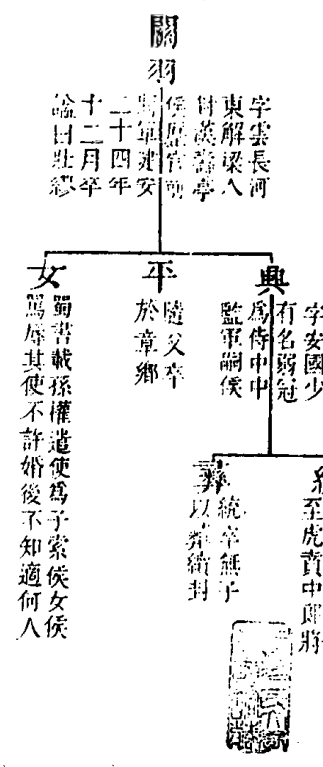 關羽
字雲長河
東解梁人
封漢壽亭
侯歷官前
將軍建安
二十四年
十二月卒
諡曰壯繆
興
字安國少
有名弱冠
爲侍中中
監軍嗣侯
平
隨父卒
於章鄉
女
蜀書載孫權遣使爲子索侯女侯
罵辱其使不許婚後不知適何人
至虎賁中郎將
彝
統卒無子
以彝續封